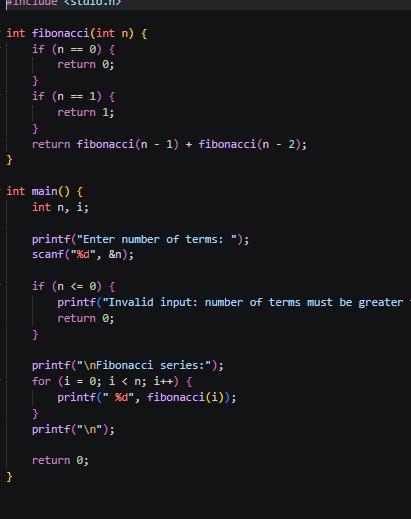 #include <stdio.h>
int fibonacci(int n) {
    if (n == 0) {
        return 0;
    }
    if (n == 1) {
        return 1;
    }
    return fibonacci(n - 1) + fibonacci(n - 2);
}
int main() {
    int n, i;
    printf("Enter number of terms: ");
    scanf("%d", &n);
    if (n <= 0) {
        printf("Invalid input: number of terms must be greater
        return 0;
    }
    printf("\nFibonacci series:");
    for (i = 0; i < n; i++) {
        printf(" %d", fibonacci(i));
    }
    printf("\n");
    return 0;
}